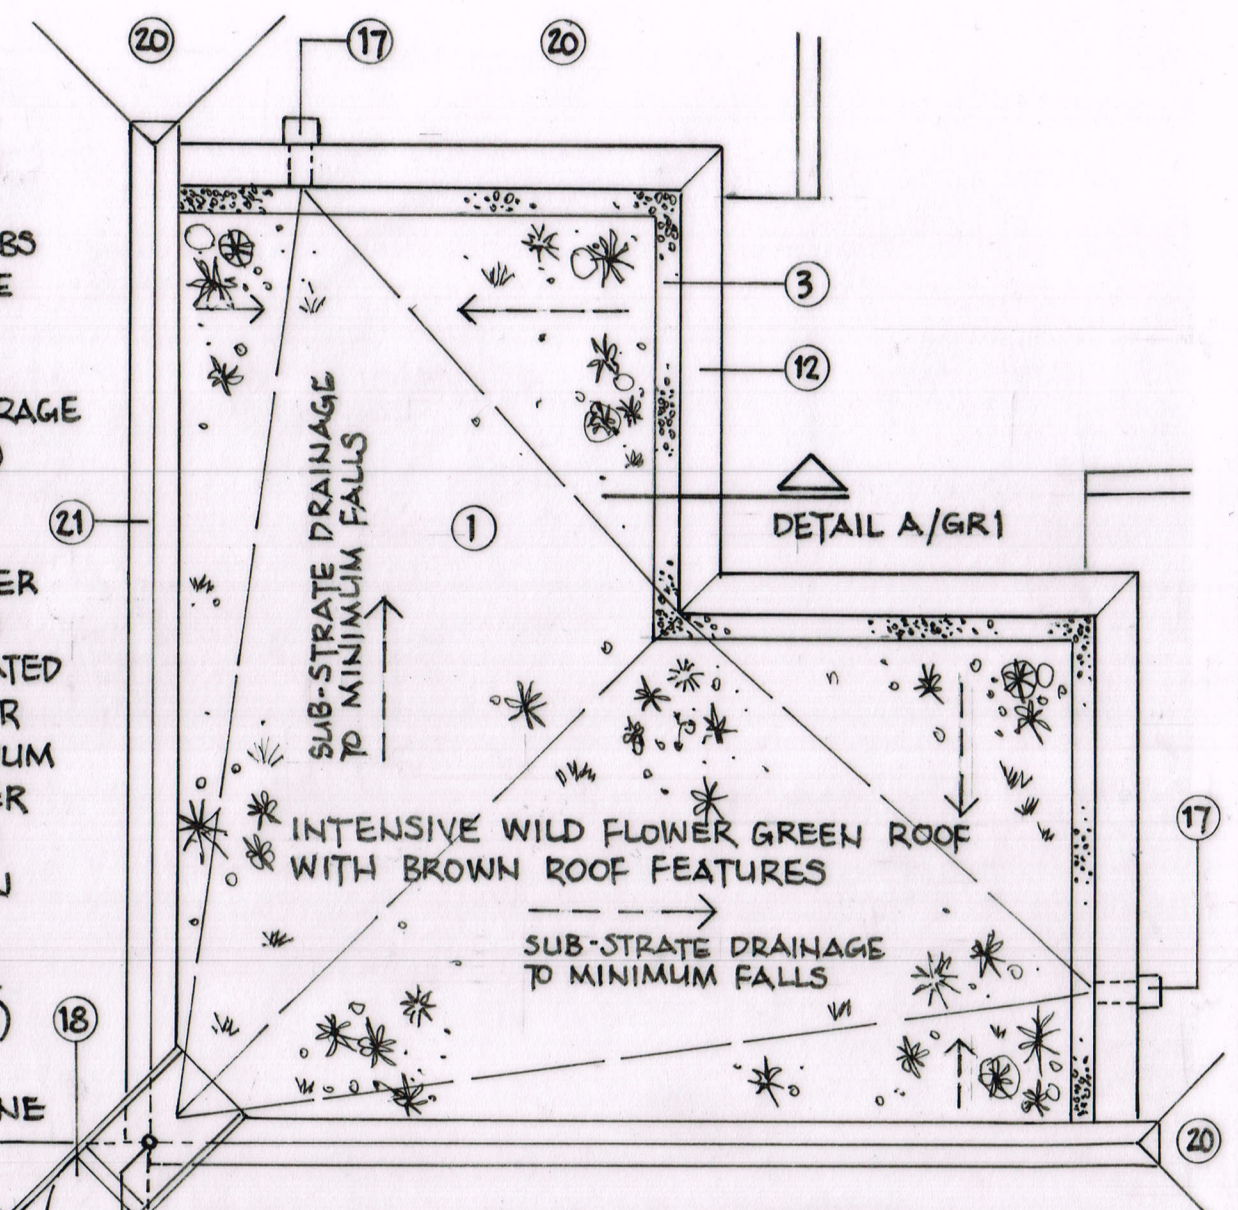 20
17
20
BS
E
3
RAGE
12
)
21
1
DETAIL A/GR1
SUB-STRATE DRAINAGE
TO MINIMUM FALLS
ER
ATED
R
UM
ER
INTENSIVE WILD FLOWER GREEN ROOF
WITH BROWN ROOF FEATURES
17
N
SUB-STRATE DRAINAGE
TO MINIMUM FALLS
)
18
NE
20